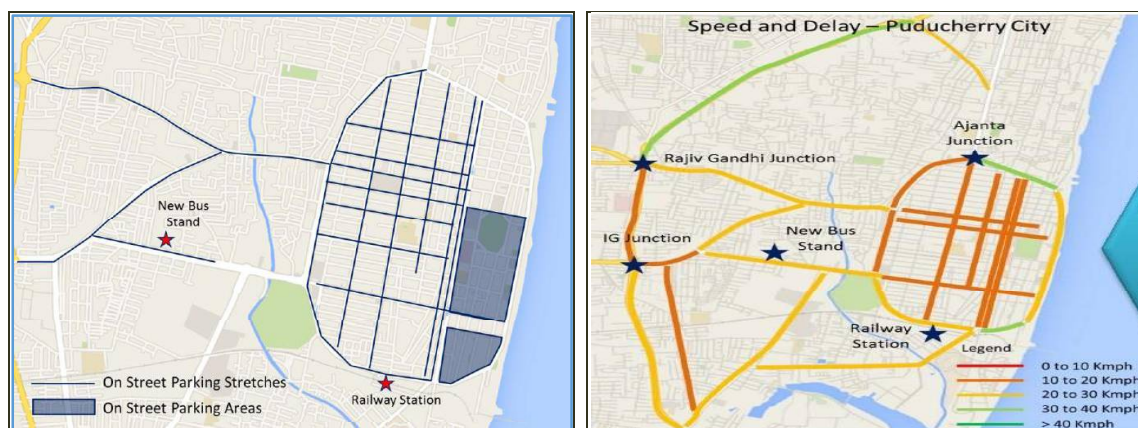 New Bus
Stand
Railway Station
On Street Parking Stretches
On Street Parking Areas
Speed and Delay – Puducherry City
Ajanta
Junction
Rajiv Gandhi Junction
IG Junction
New Bus
Stand
Railway
Station
Legend
0 to 10 Kmph
10 to 20 Kmph
20 to 30 Kmph
30 to 40 Kmph
> 40 Kmph